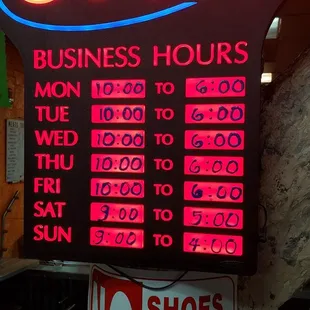 BUSINESS HOURS
MON 10:00 TO 6:00
TUE 10:00 TO 6:00
WED 10:00 TO 6:00
THU 10:00 TO 6:00
FRI 10:00 TO 6:00
SAT 9:00 TO 5:00
SUN 9:00 TO 4:00
SHOES